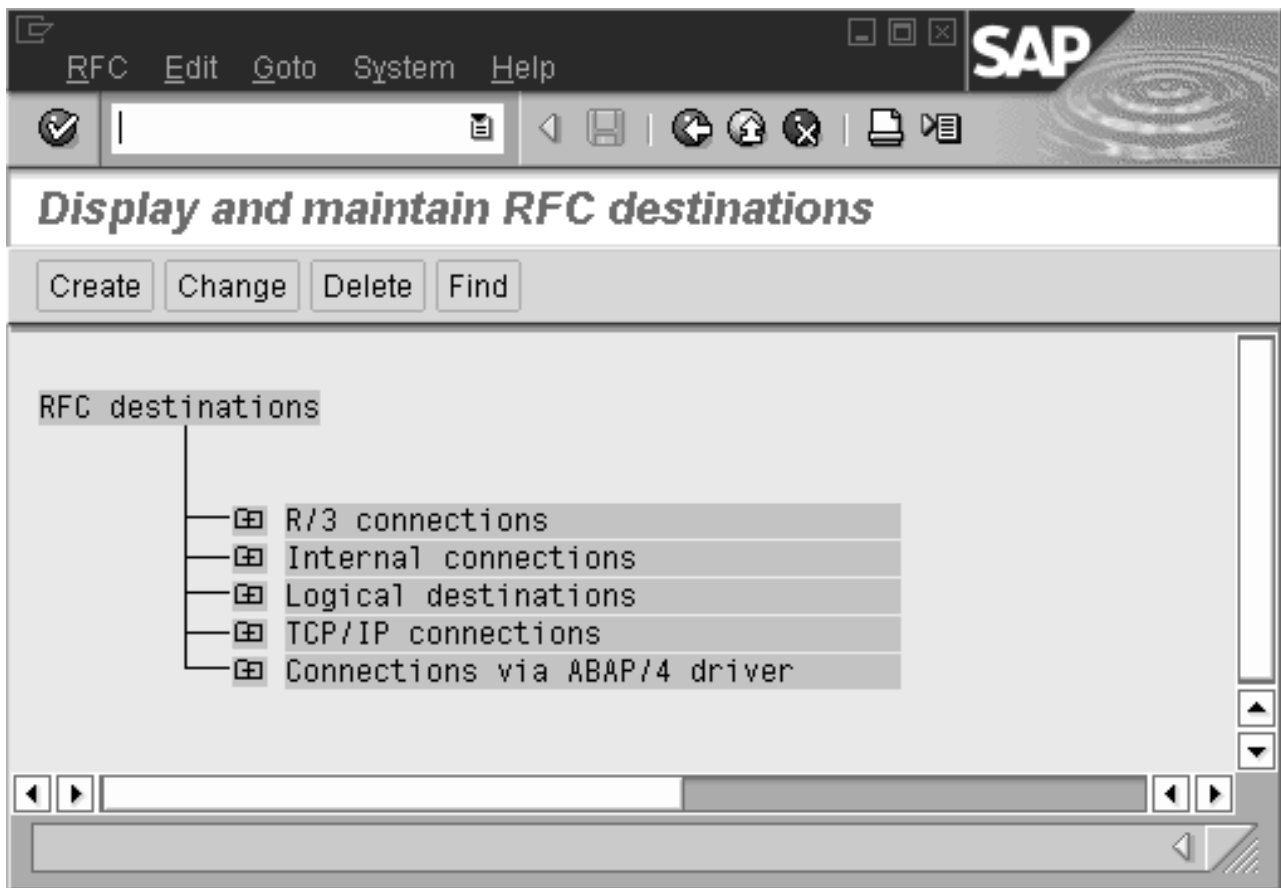 SAP
RFC Edit Goto System Help
Display and maintain RFC destinations
Create Change Delete Find
RFC destinations
R/3 connections
Internal connections
Logical destinations
TCP/IP connections
Connections via ABAP/4 driver